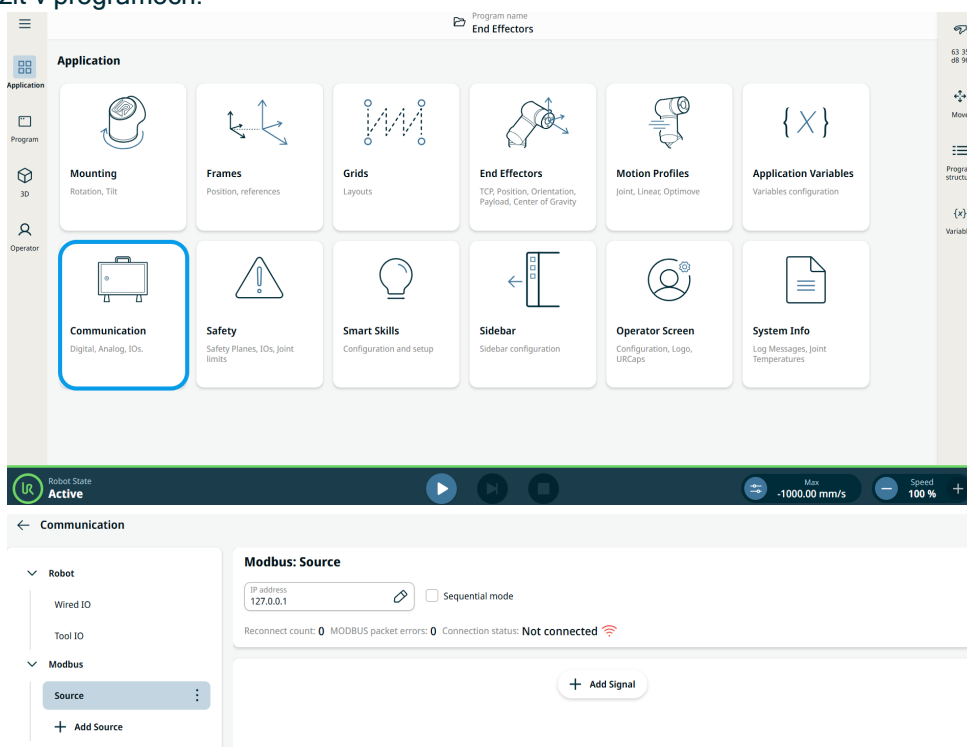 v programoch.
Program name
End Effectors
Application
Application
Program
3D
Operator
Mounting
Rotation, Tilt
Frames
Position, references
Grids
Layouts
End Effectors
TCP, Position, Orientation,
Payload, Center of Gravity
Motion Profiles
Joint, Linear, Optimove
Application Variables
Variables configuration
Communication
Digital, Analog, IOs.
Safety
Safety Planes, IOs, Joint
limits
Smart Skills
Configuration and setup
Sidebar
Sidebar configuration
Operator Screen
Configuration, Logo,
URCaps
System Info
Log Messages, Joint
Temperatures
Move
{x}
Robot State
Active
Max
-1000.00 mm/s
Speed
100 %
Communication
Robot
Wired IO
Tool IO
Modbus
Source
Add Source
Modbus: Source
IP address
127.0.0.1
Sequential mode
Reconnect count: 0 MODBUS packet errors: 0 Connection status: Not connected
Add Signal